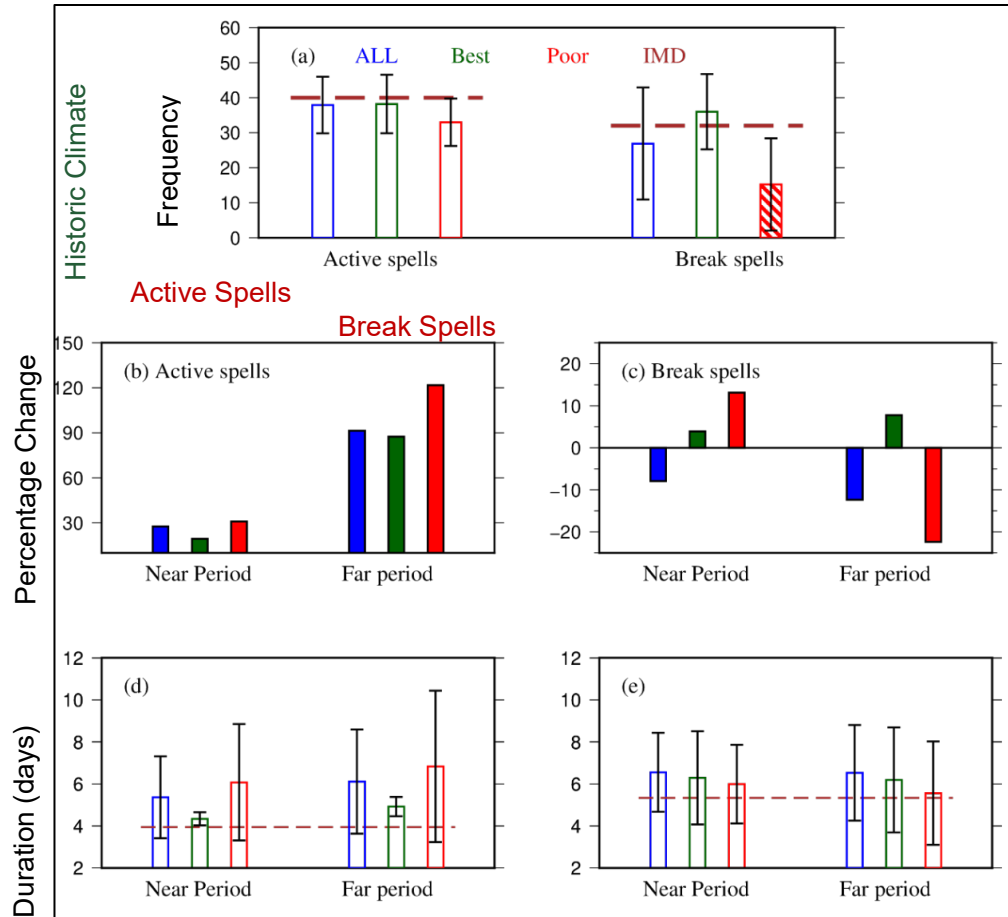 Historic Climate
Frequency
60
50
40
30
20
10
0
(a) ALL Best Poor IMD
Active spells Break spells
Active Spells
Break Spells
Percentage Change
150
120
90
60
30
(b) Active spells
Near Period Far period
20
10
0
−10
−20
(c) Break spells
Near Period Far period
Duration (days)
12
10
8
6
4
2
(d)
Near Period Far period
12
10
8
6
4
2
(e)
Near Period Far period